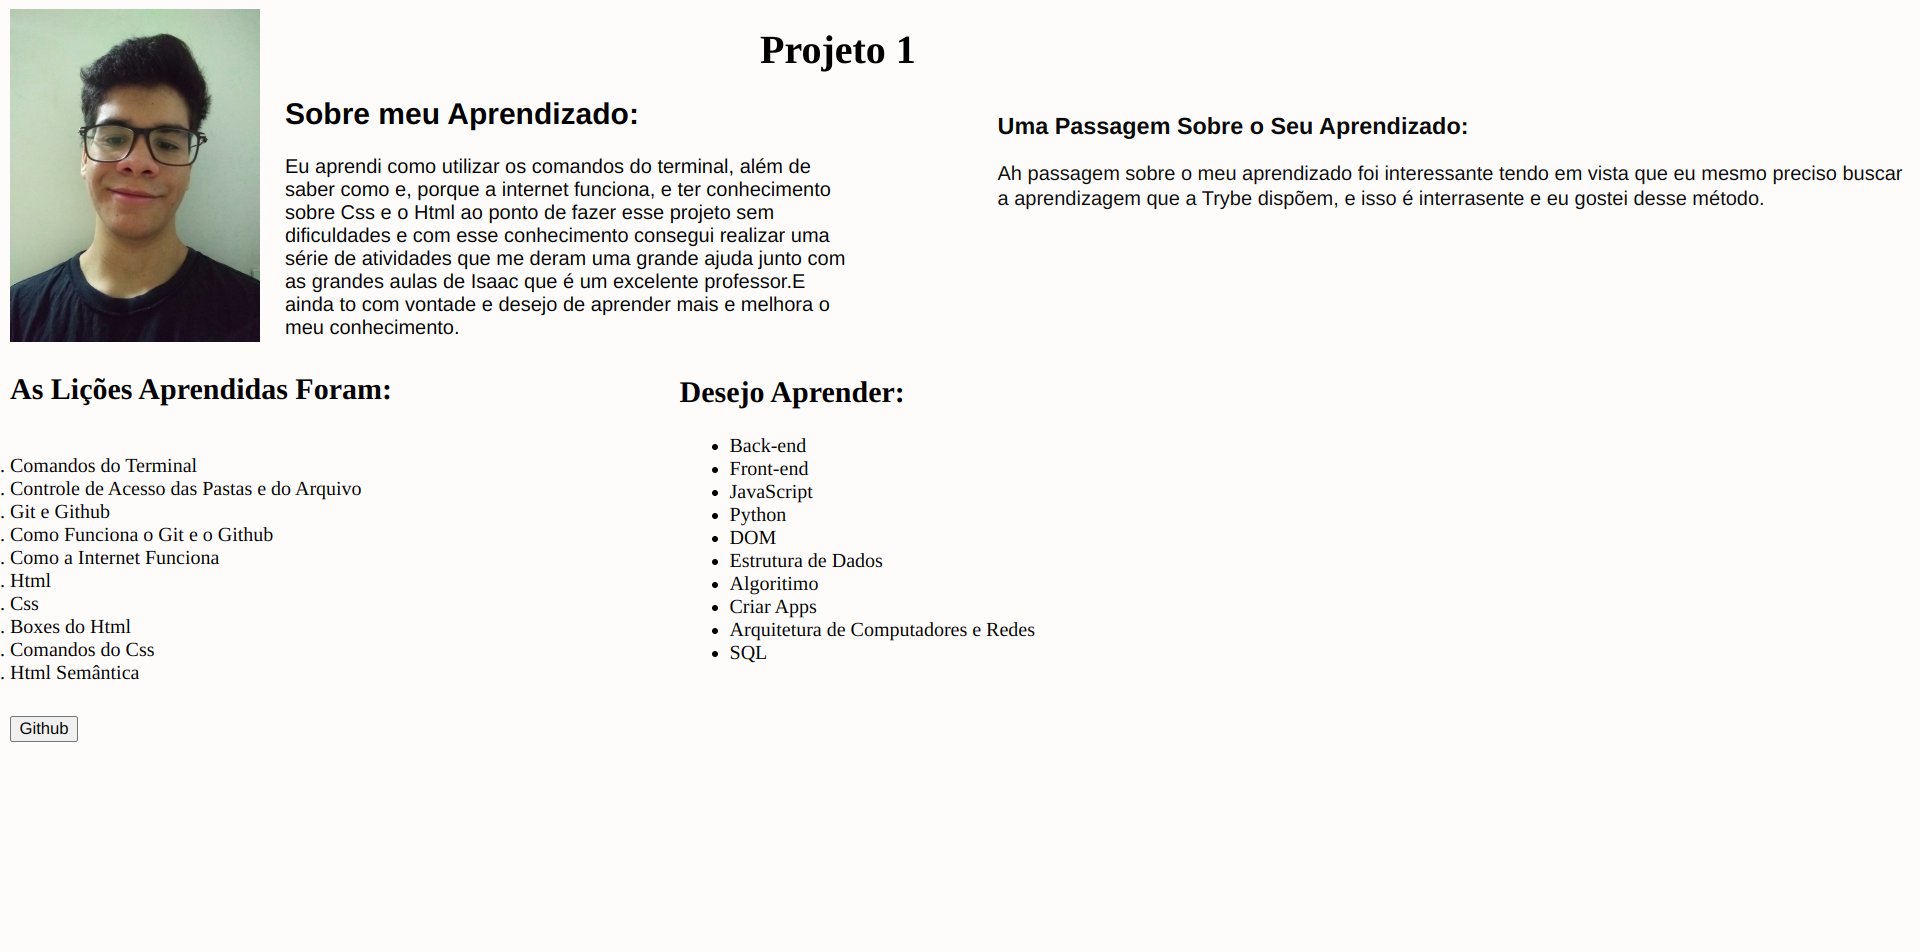 Projeto 1
Sobre meu Aprendizado:
Eu aprendi como utilizar os comandos do terminal, além de
saber como e, porque a internet funciona, e ter conhecimento
sobre Css e o Html ao ponto de fazer esse projeto sem
dificuldades e com esse conhecimento consegui realizar uma
série de atividades que me deram uma grande ajuda junto com
as grandes aulas de Isaac que é um excelente professor.E
ainda to com vontade e desejo de aprender mais e melhora o
meu conhecimento.
Uma Passagem Sobre o Seu Aprendizado:
Ah passagem sobre o meu aprendizado foi interessante tendo em vista que eu mesmo preciso buscar
a aprendizagem que a Trybe dispõem, e isso é interrasente e eu gostei desse método.
As Lições Aprendidas Foram:
. Comandos do Terminal
. Controle de Acesso das Pastas e do Arquivo
. Git e Github
. Como Funciona o Git e o Github
. Como a Internet Funciona
. Html
. Css
. Boxes do Html
. Comandos do Css
. Html Semântica
Desejo Aprender:
• Back-end
• Front-end
• JavaScript
• Python
• DOM
• Estrutura de Dados
• Algoritimo
• Criar Apps
• Arquitetura de Computadores e Redes
• SQL
Github